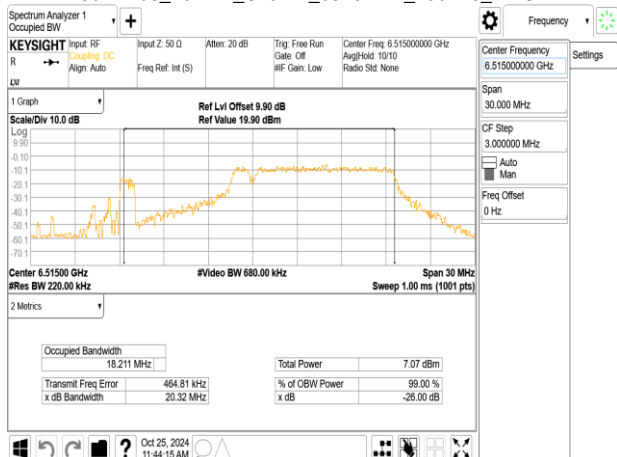 Spectrum Analyzer 1
Occupied BW
Frequency
KEYSIGHT
R
LXI
Input: RF
Coupling: DC
Align: Auto
Input Z: 50 Ω
Freq Ref: Int (S)
Atten: 20 dB
Trig: Free Run
Gate: Off
#IF Gain: Low
Center Freq: 6.515000000 GHz
Avg|Hold: 10/10
Radio Std: None
Center Frequency
6.515000000 GHz
Settings
Span
30.000 MHz
CF Step
3.000000 MHz
Auto
Man
Freq Offset
0 Hz
1 Graph
Scale/Div 10.0 dB
Ref Lvl Offset 9.90 dB
Ref Value 19.90 dBm
Log
9.90
-0.10
-10.1
-20.1
-30.1
-40.1
-50.1
-60.1
-70.1
Center 6.51500 GHz
#Video BW 680.00 kHz
Span 30 MHz
#Res BW 220.00 kHz
Sweep 1.00 ms (1001 pts)
2 Metrics
Occupied Bandwidth
18.211 MHz
Total Power
7.07 dBm
Transmit Freq Error
464.81 kHz
% of OBW Power
99.00 %
x dB Bandwidth
20.32 MHz
x dB
-26.00 dB
?
Oct 25, 2024
11:44:15 AM